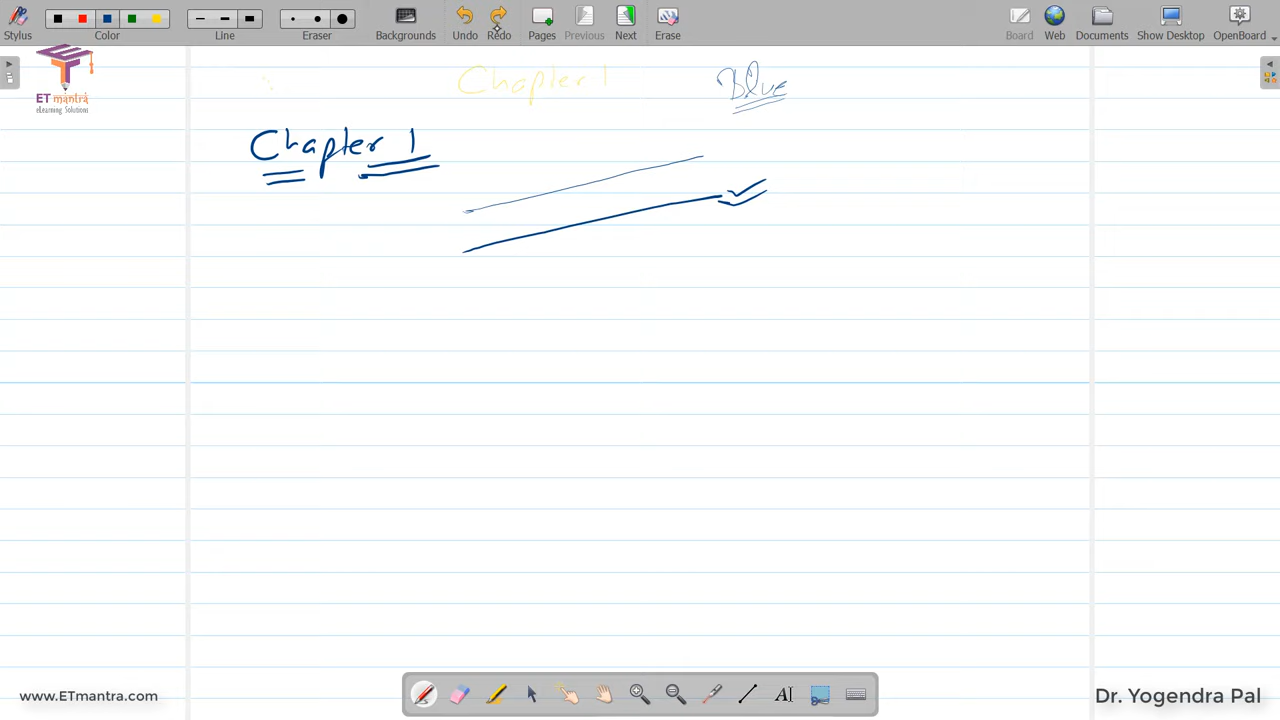 Stylus Color Line Eraser Backgrounds Undo Redo Pages Previous Next Erase Board Web Documents Show Desktop OpenBoard
ET mantra
eLearning Solutions
Chapter 1 Blue
Chapter 1
www.ETmantra.com
Dr. Yogendra Pal